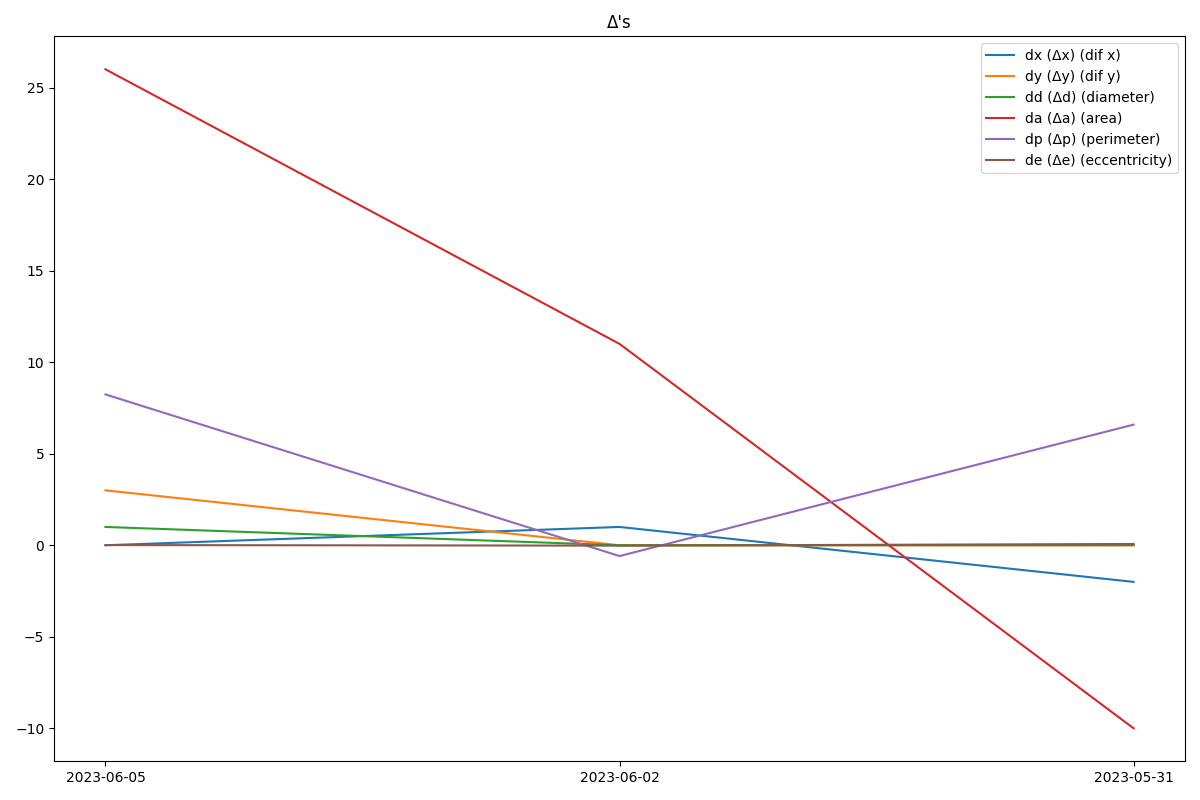 Δ's
dx (Δx) (dif x)
dy (Δy) (dif y)
dd (Δd) (diameter)
da (Δa) (area)
dp (Δp) (perimeter)
de (Δe) (eccentricity)
25
20
15
10
5
0
−5
−10
2023-06-05 2023-06-02 2023-05-31